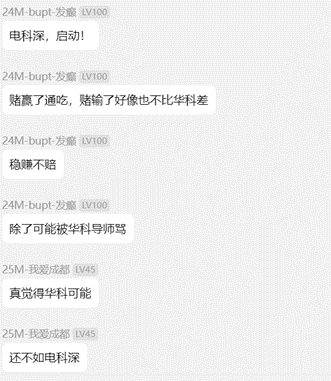 24M-bupt-发癫 LV100
电科深，启动！
24M-bupt-发癫 LV100
赌赢了通吃，赌输了好像也不比华科差
24M-bupt-发癫 LV100
稳赚不赔
24M-bupt-发癫 LV100
除了可能被华科导师骂
25M-我爱成都 LV45
真觉得华科可能
25M-我爱成都 LV45
还不如电科深